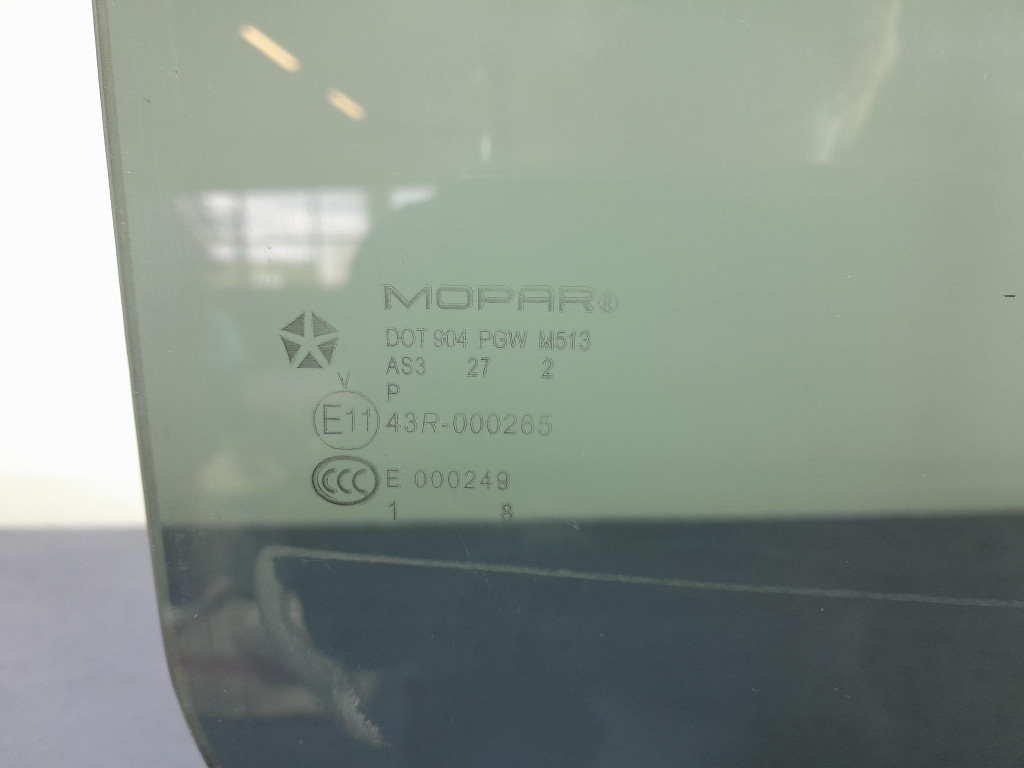 MOPAR®
DOT 904 PGW M513
AS3 27 2
V
P
E11 43R-000265
CCC E 000249
1 8